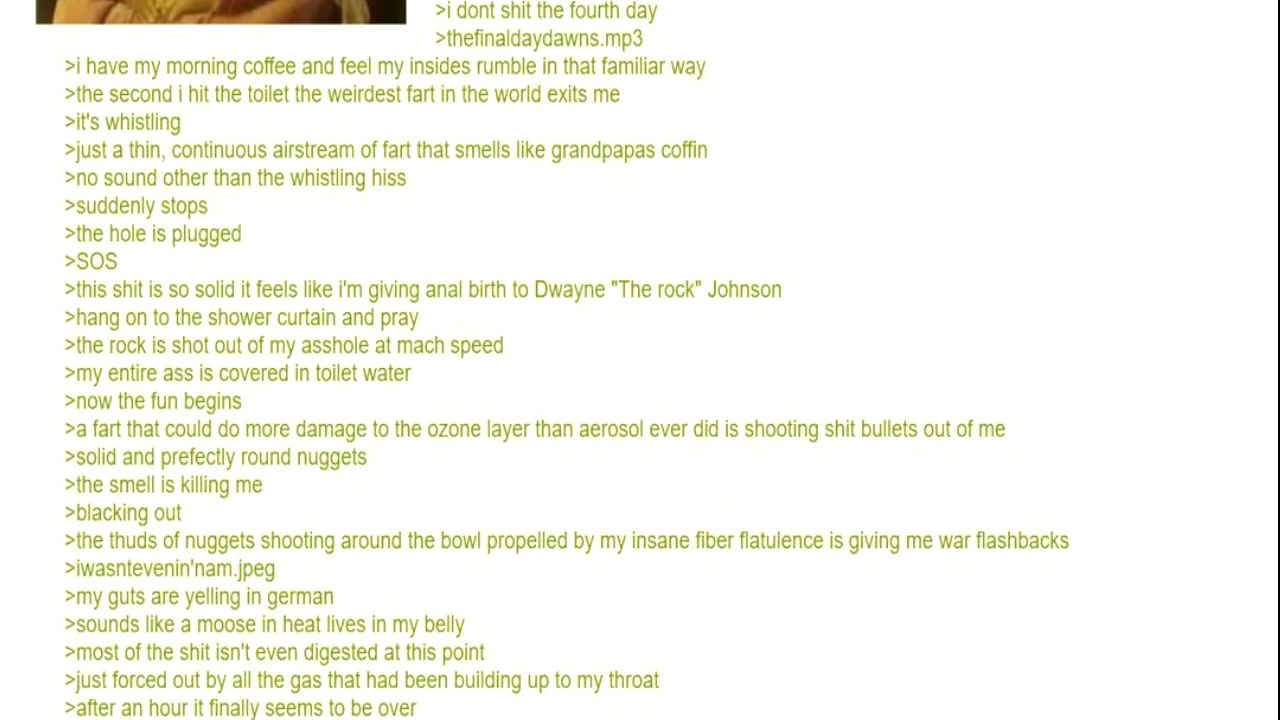 >i dont shit the fourth day
>thefinaldaydawns.mp3
>i have my morning coffee and feel my insides rumble in that familiar way
>the second i hit the toilet the weirdest fart in the world exits me
>it's whistling
>just a thin, continuous airstream of fart that smells like grandpapas coffin
>no sound other than the whistling hiss
>suddenly stops
>the hole is plugged
>SOS
>this shit is so solid it feels like i'm giving anal birth to Dwayne "The rock" Johnson
>hang on to the shower curtain and pray
>the rock is shot out of my asshole at mach speed
>my entire ass is covered in toilet water
>now the fun begins
>a fart that could do more damage to the ozone layer than aerosol ever did is shooting shit bullets out of me
>solid and prefectly round nuggets
>the smell is killing me
>blacking out
>the thuds of nuggets shooting around the bowl propelled by my insane fiber flatulence is giving me war flashbacks
>iwasntevenin'nam.jpeg
>my guts are yelling in german
>sounds like a moose in heat lives in my belly
>most of the shit isn't even digested at this point
>just forced out by all the gas that had been building up to my throat
>after an hour it finally seems to be over